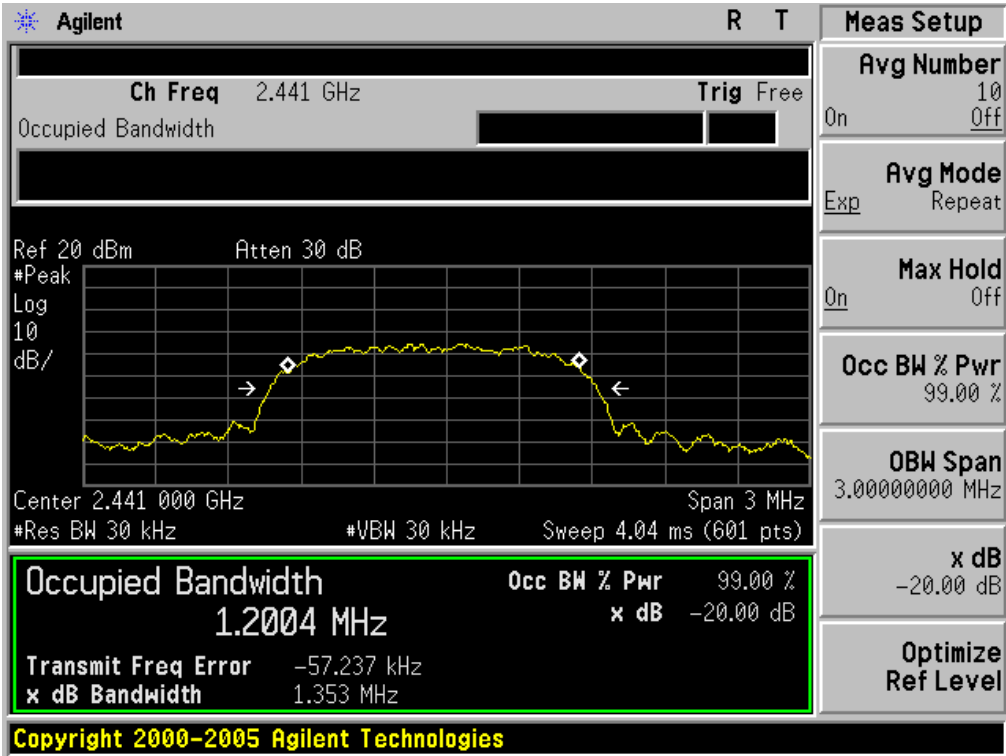 Agilent R T
Ch Freq 2.441 GHz Trig Free
Occupied Bandwidth
Ref 20 dBm Atten 30 dB
#Peak
Log
10
dB/
Center 2.441 000 GHz Span 3 MHz
#Res BW 30 kHz #VBW 30 kHz Sweep 4.04 ms (601 pts)
Occupied Bandwidth Occ BW % Pwr 99.00 %
1.2004 MHz x dB -20.00 dB
Transmit Freq Error -57.237 kHz
x dB Bandwidth 1.353 MHz
Copyright 2000-2005 Agilent Technologies
Meas Setup
Avg Number
10
On Off
Avg Mode
Exp Repeat
Max Hold
On Off
Occ BW % Pwr
99.00 %
OBW Span
3.00000000 MHz
x dB
-20.00 dB
Optimize
Ref Level